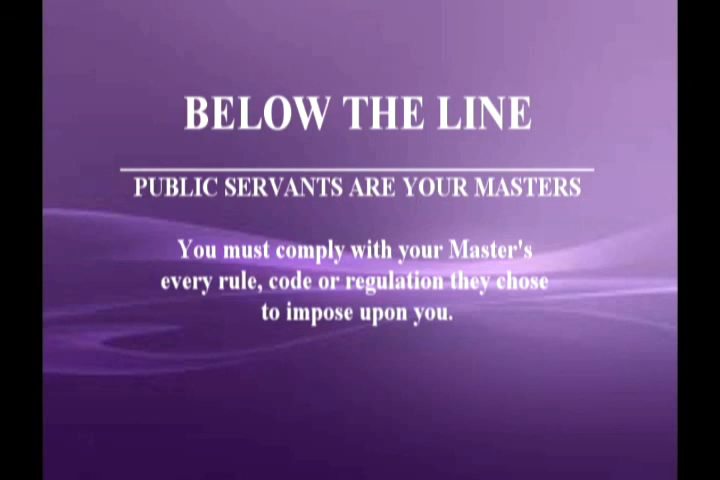 BELOW THE LINE
PUBLIC SERVANTS ARE YOUR MASTERS
You must comply with your Master's
every rule, code or regulation they chose
to impose upon you.